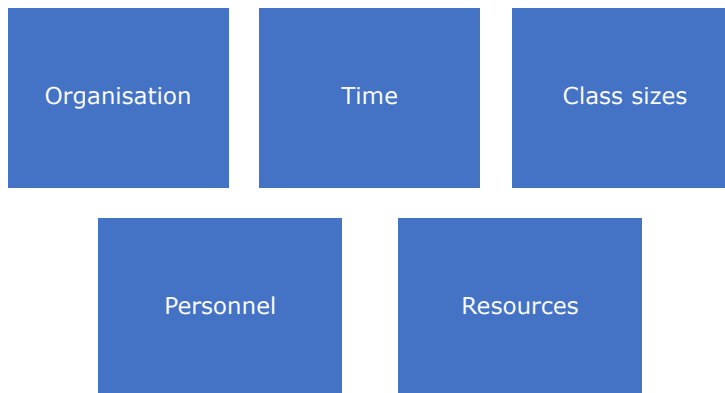 Organisation
Time
Class sizes
Personnel
Resources